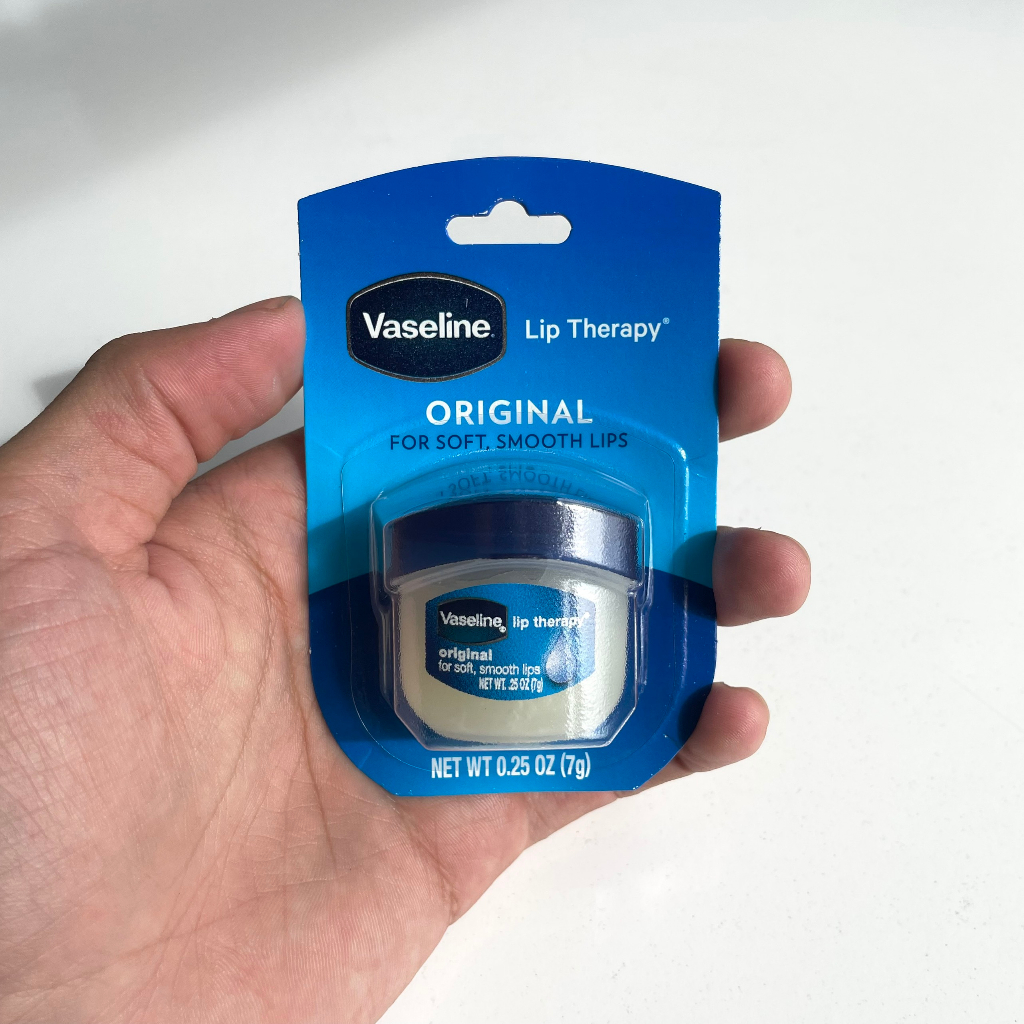 Vaseline. Lip Therapy®
ORIGINAL
FOR SOFT, SMOOTH LIPS
Vaseline lip therapy®
original
for soft, smooth lips
NET WT. .25 OZ (7g)
NET WT 0.25 OZ (7g)